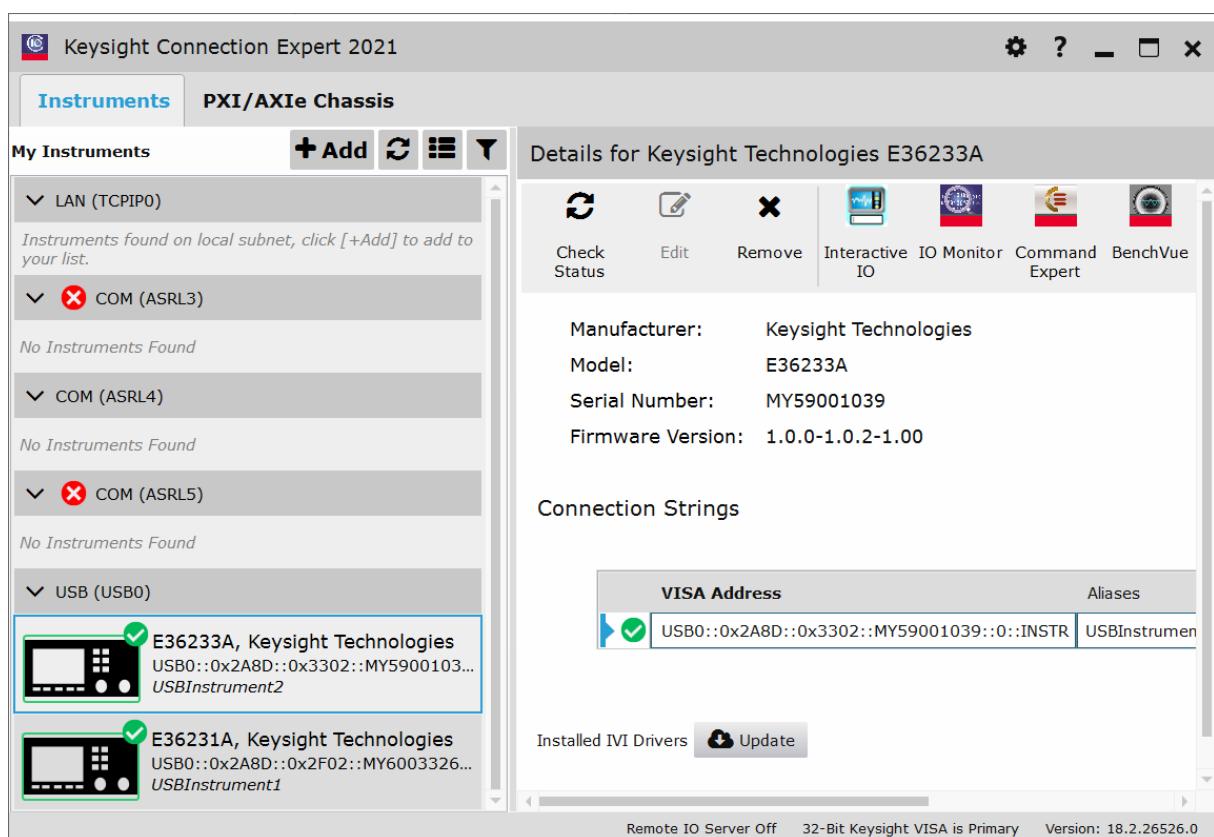 Keysight Connection Expert 2021
?
Instruments PXI/AXIe Chassis
My Instruments
Add
LAN (TCPIP0)
Instruments found on local subnet, click [+Add] to add to
your list.
COM (ASRL3)
No Instruments Found
COM (ASRL4)
No Instruments Found
COM (ASRL5)
No Instruments Found
USB (USB0)
E36233A, Keysight Technologies
USB0::0x2A8D::0x3302::MY5900103...
USBInstrument2
E36231A, Keysight Technologies
USB0::0x2A8D::0x2F02::MY6003326...
USBInstrument1
Details for Keysight Technologies E36233A
Check
Status
Edit
Remove
Interactive
IO
IO Monitor
Command
Expert
BenchVue
Manufacturer: Keysight Technologies
Model: E36233A
Serial Number: MY59001039
Firmware Version: 1.0.0-1.0.2-1.00
Connection Strings
VISA Address Aliases
USB0::0x2A8D::0x3302::MY59001039::0::INSTR USBInstrumen
Installed IVI Drivers Update
Remote IO Server Off 32-Bit Keysight VISA is Primary Version: 18.2.26526.0